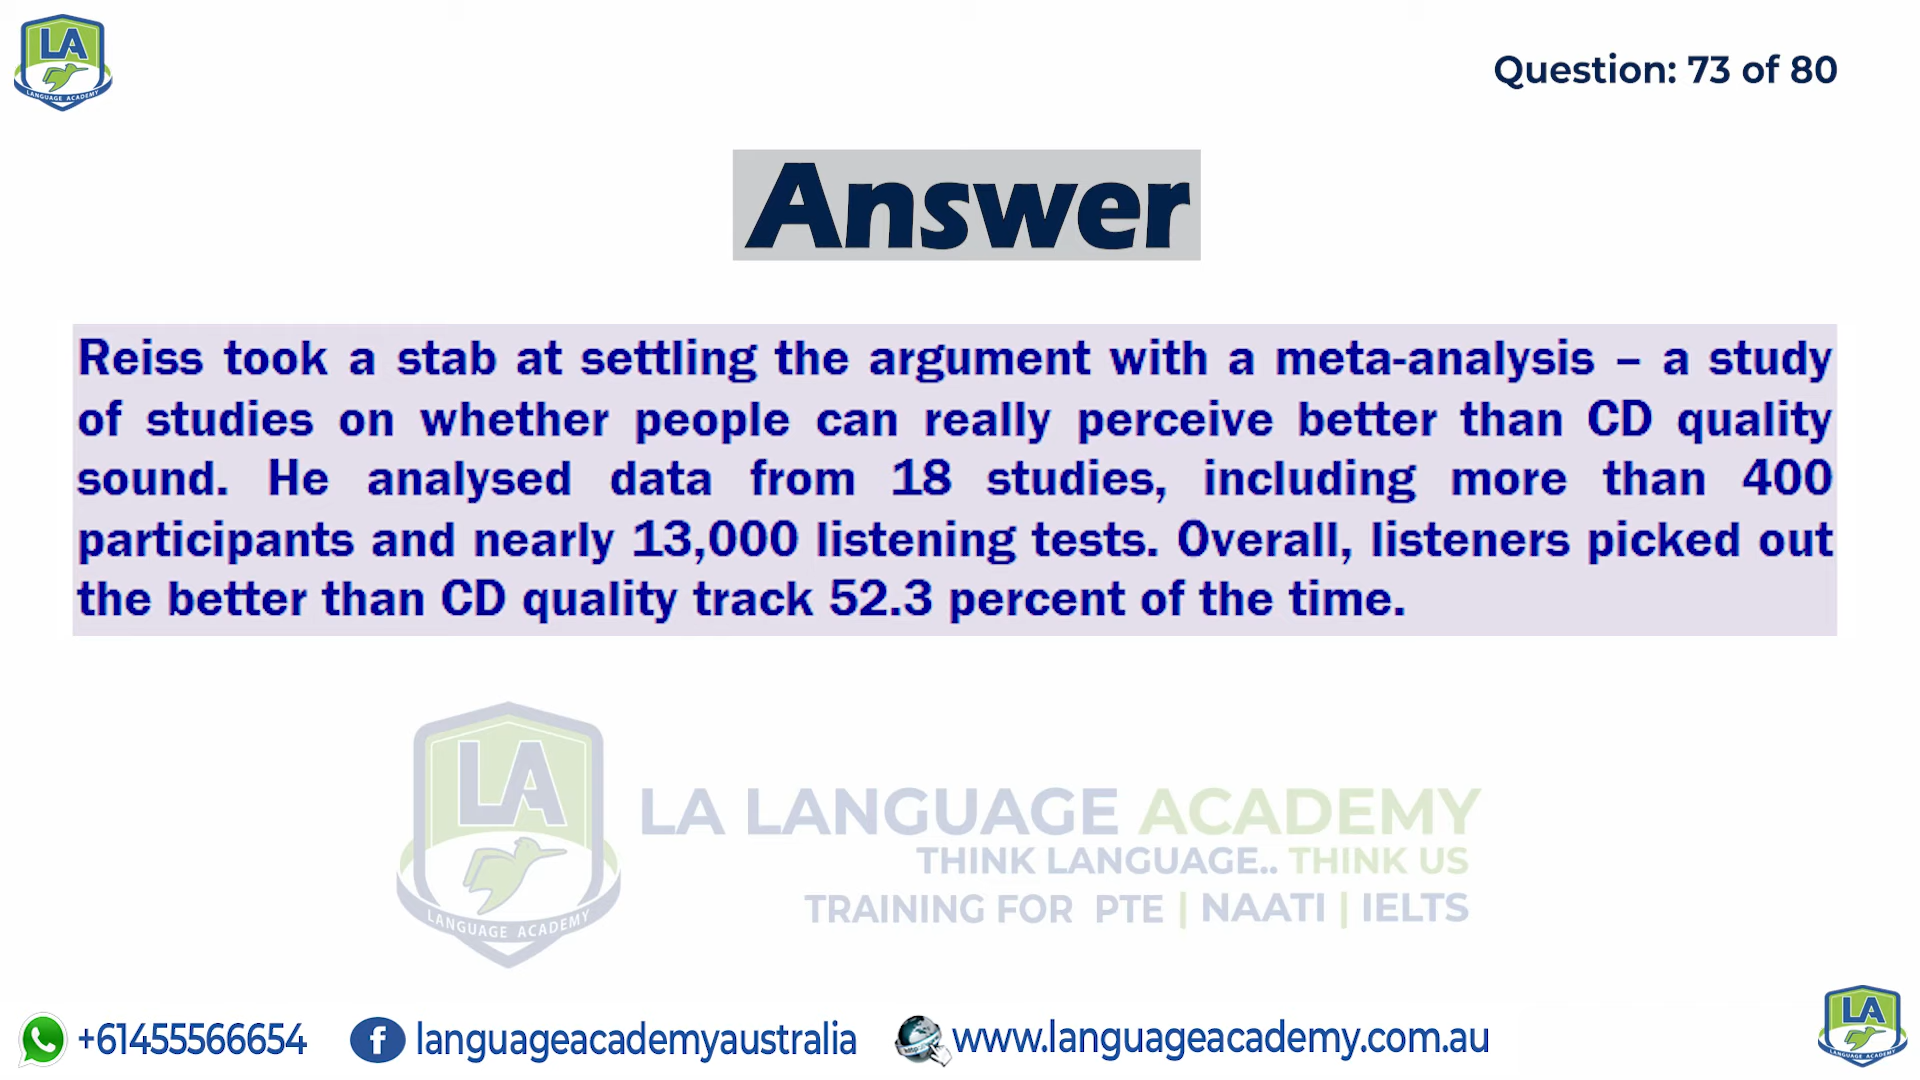 LA
LANGUAGE ACADEMY
Question: 73 of 80
Answer
Reiss took a stab at settling the argument with a meta-analysis – a study
of studies on whether people can really perceive better than CD quality
sound. He analysed data from 18 studies, including more than 400
participants and nearly 13,000 listening tests. Overall, listeners picked out
the better than CD quality track 52.3 percent of the time.
LA
LANGUAGE ACADEMY
LA LANGUAGE ACADEMY
THINK LANGUAGE.. THINK US
TRAINING FOR PTE | NAATI | IELTS
+61455566654
f languageacademyaustralia
http www.languageacademy.com.au
LA
LANGUAGE ACADEMY